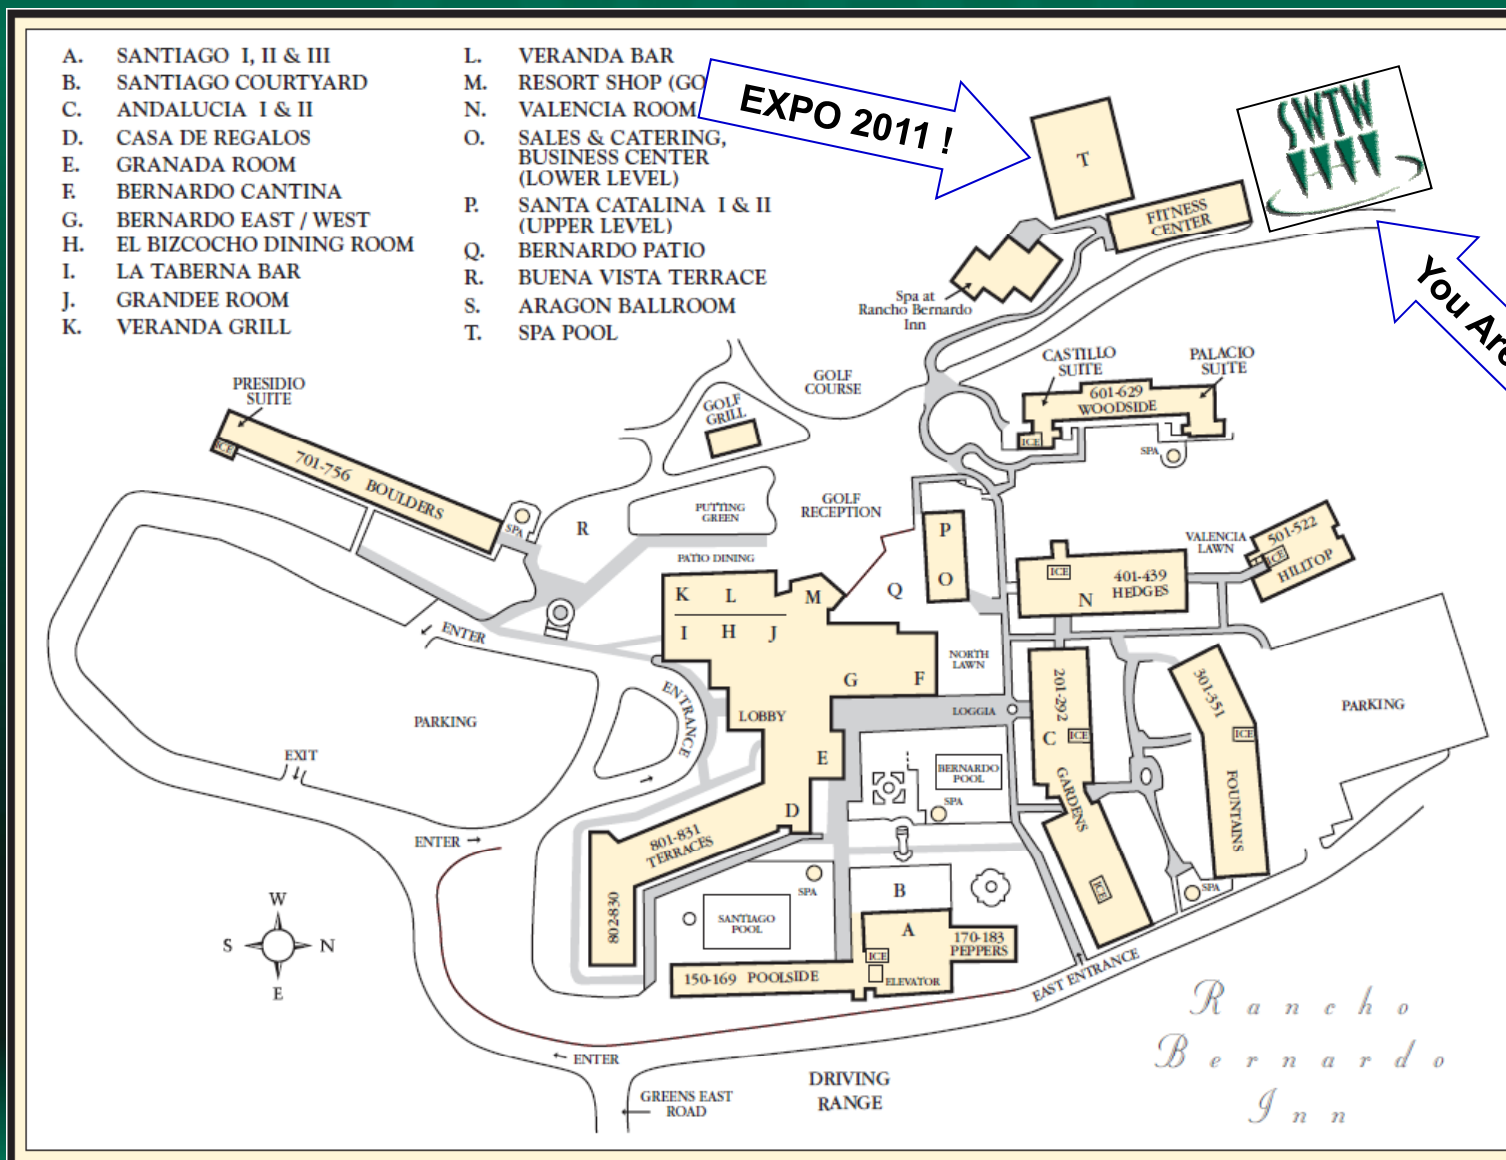 A. SANTIAGO I, II & III
B. SANTIAGO COURTYARD
C. ANDALUCIA I & II
D. CASA DE REGALOS
E. GRANADA ROOM
F. BERNARDO CANTINA
G. BERNARDO EAST / WEST
H. EL BIZCOCHO DINING ROOM
I. LA TABERNA BAR
J. GRANDEE ROOM
K. VERANDA GRILL
L. VERANDA BAR
M. RESORT SHOP (GO
N. VALENCIA ROOM
O. SALES & CATERING,
BUSINESS CENTER
(LOWER LEVEL)
P. SANTA CATALINA I & II
(UPPER LEVEL)
Q. BERNARDO PATIO
R. BUENA VISTA TERRACE
S. ARAGON BALLROOM
T. SPA POOL
EXPO 2011 !
T
SWTW
FITNESS
CENTER
You Are
Spa at
Rancho Bernardo
Inn
CASTILLO
SUITE
PALACIO
SUITE
601-629
WOODSIDE
ICE
SPA
GOLF
COURSE
GOLF
GRILL
PRESIDIO
SUITE
ICE
701-756 BOULDERS
SPA
R
PUTTING
GREEN
GOLF
RECEPTION
PATIO DINING
P
O
Q
VALENCIA
LAWN
501-522
ICE
HILLTOP
ICE
401-439
HEDGES
N
K L M
I H J
G F
NORTH
LAWN
ENTER
ENTRANCE
LOBBY
LOGGIA
201-292
C ICE
GARDENS
ICE
301-351
ICE
FOUNTAINS
PARKING
PARKING
EXIT
E
BERNARDO
POOL
SPA
D
801-831
TERRACES
802-830
ENTER
SPA
B
SPA
SANTIAGO
POOL
A
170-183
PEPPERS
ICE
ELEVATOR
150-169 POOLSIDE
EAST ENTRANCE
W
S N
E
ENTER
GREENS EAST
ROAD
DRIVING
RANGE
Rancho
Bernardo
Inn